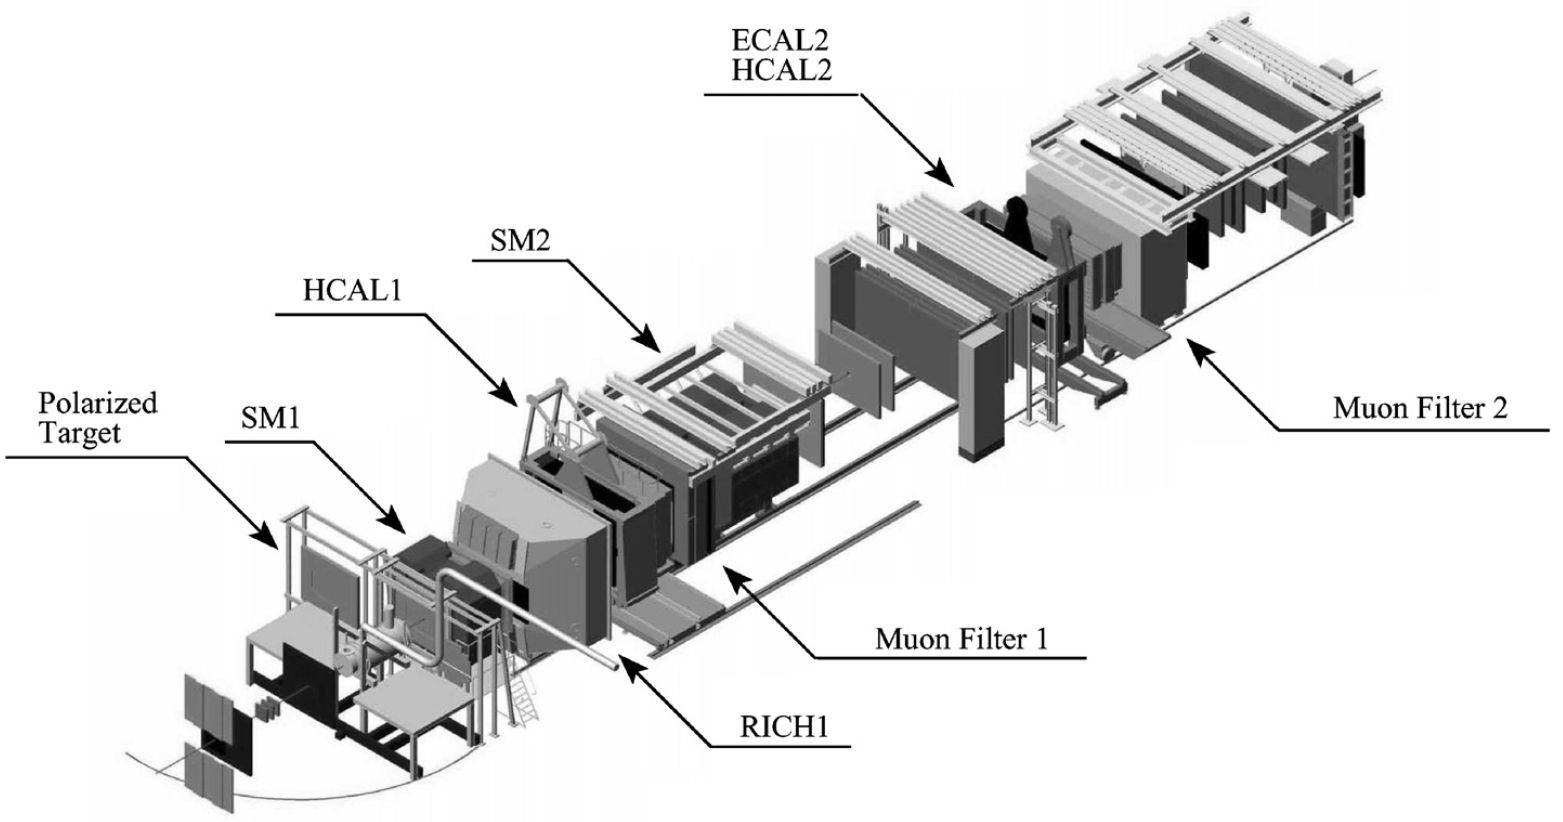 ECAL2
HCAL2
SM2
HCAL1
Polarized
Target
SM1
Muon Filter 2
Muon Filter 1
RICH1